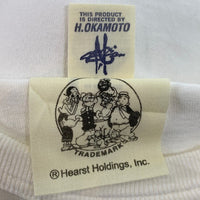 THIS PRODUCT
IS DIRECTED BY
H.OKAMOTO
TRADEMARK
® Hearst Holdings, Inc.